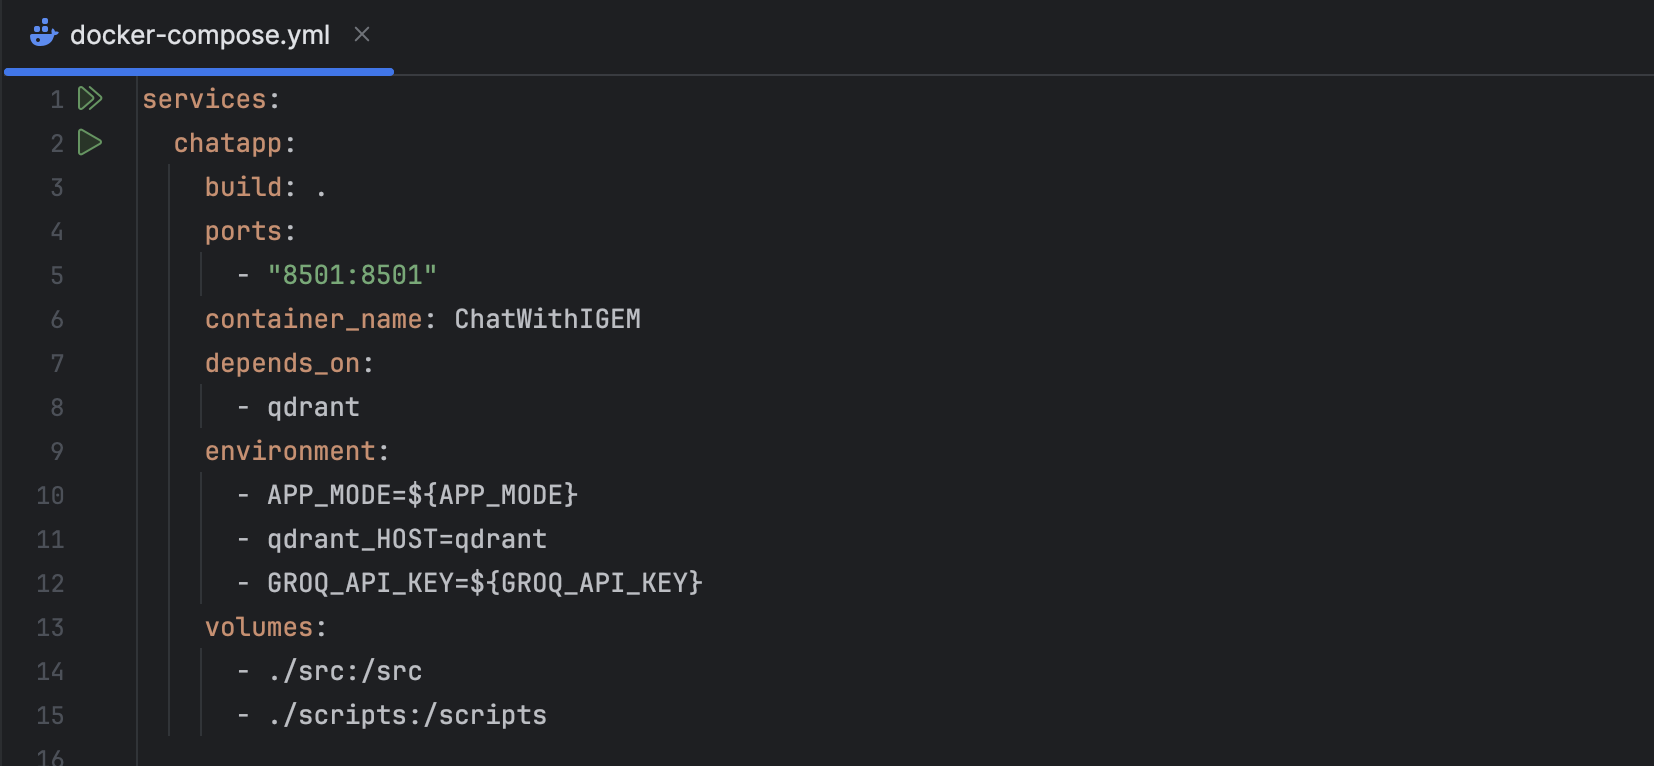 docker-compose.yml
1 services:
2   chatapp:
3     build: .
4     ports:
5       - "8501:8501"
6     container_name: ChatWithIGEM
7     depends_on:
8       - qdrant
9     environment:
10       - APP_MODE=${APP_MODE}
11       - qdrant_HOST=qdrant
12       - GROQ_API_KEY=${GROQ_API_KEY}
13     volumes:
14       - ./src:/src
15       - ./scripts:/scripts
16